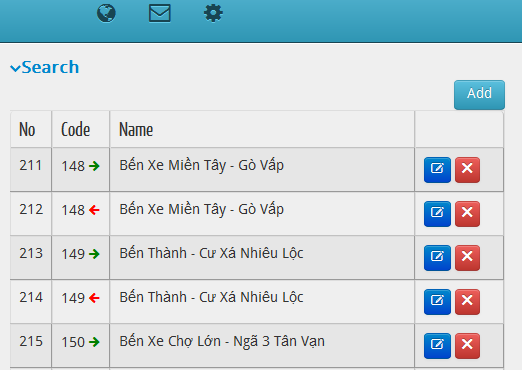 Search
Add
No Code Name
211 148 Bến Xe Miền Tây - Gò Vấp
212 148 Bến Xe Miền Tây - Gò Vấp
213 149 Bến Thành - Cư Xá Nhiêu Lộc
214 149 Bến Thành - Cư Xá Nhiêu Lộc
215 150 Bến Xe Chợ Lớn - Ngã 3 Tân Vạn